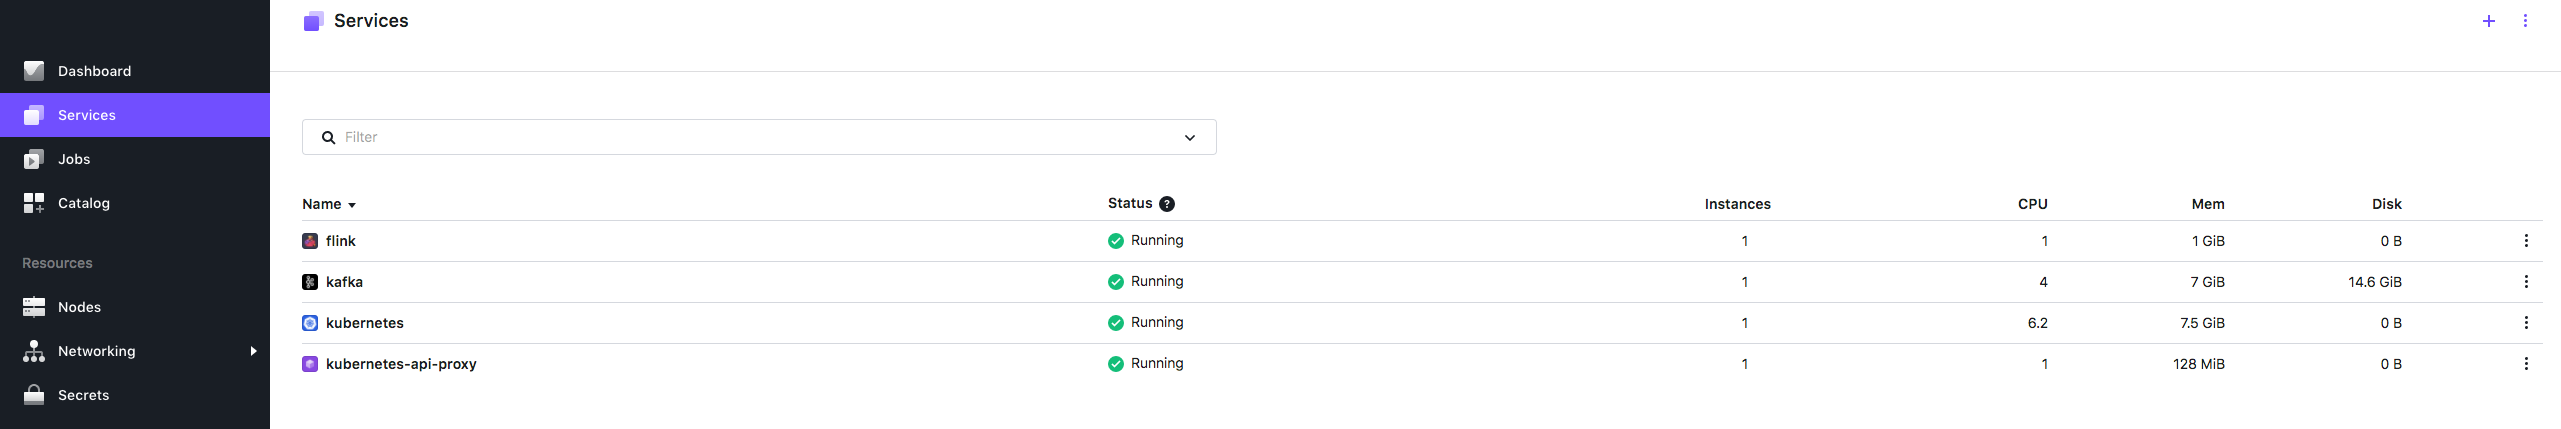 Services
Dashboard
Services
Jobs
Catalog
Resources
Nodes
Networking
Secrets
Filter
Name Status ? Instances CPU Mem Disk
flink Running 1 1 1 GiB 0 B
kafka Running 1 4 7 GiB 14.6 GiB
kubernetes Running 1 6.2 7.5 GiB 0 B
kubernetes-api-proxy Running 1 1 128 MiB 0 B